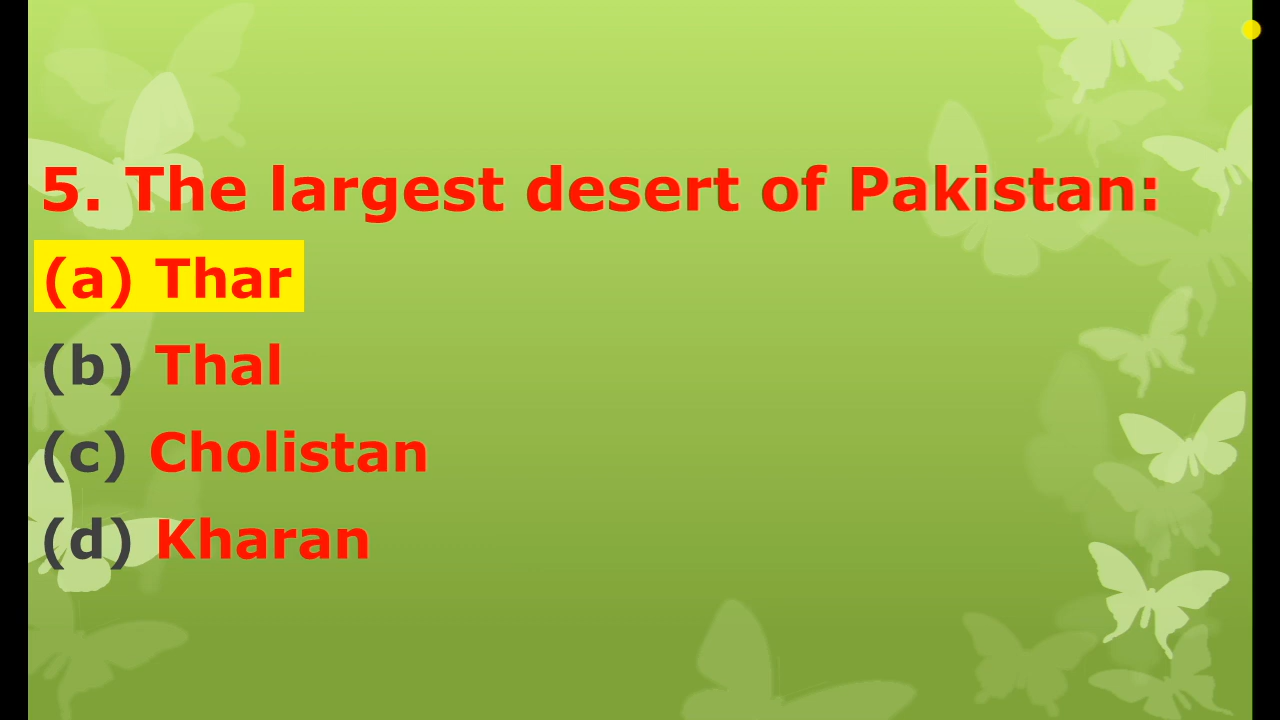 5. The largest desert of Pakistan:
(a) Thar
(b) Thal
(c) Cholistan
(d) Kharan